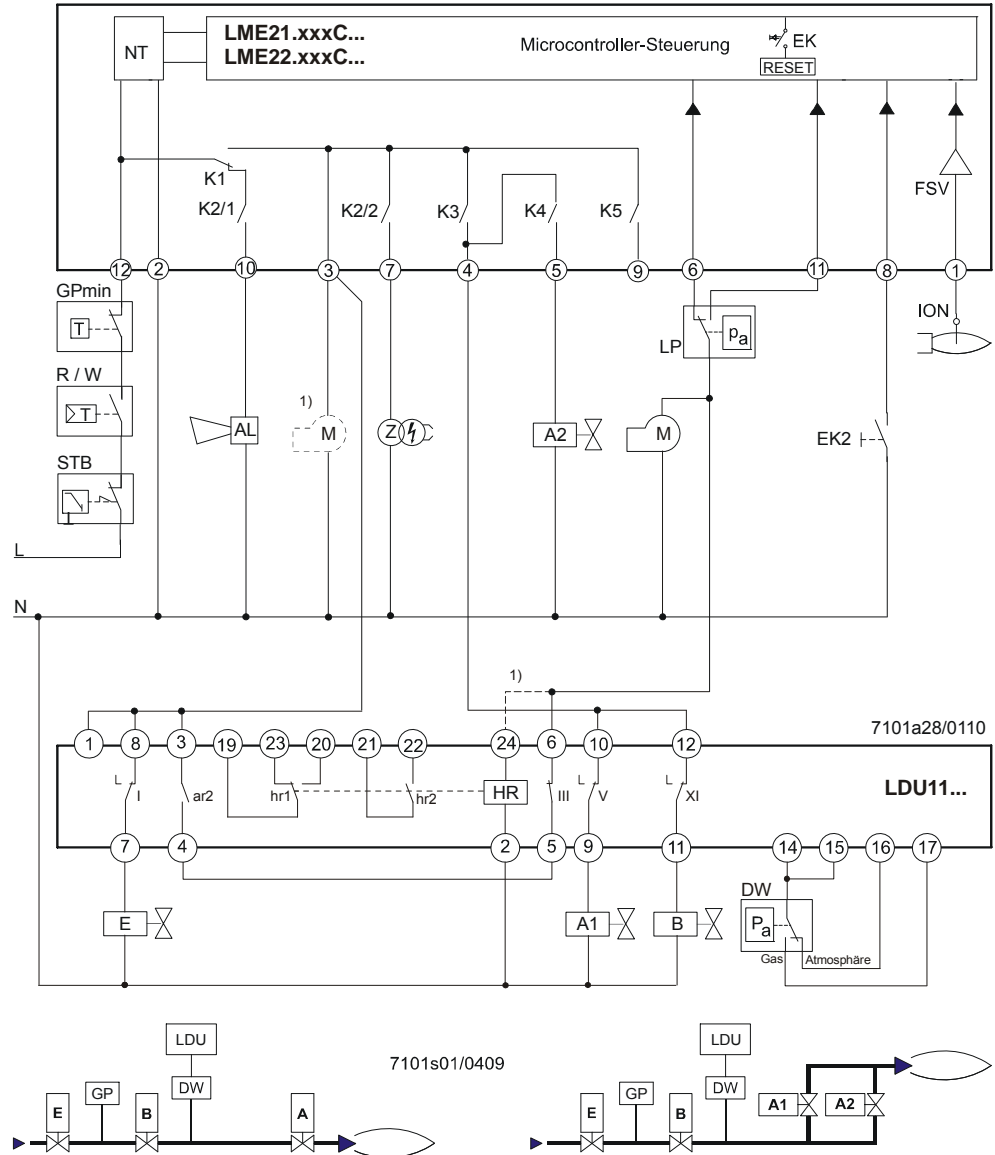 NT
LME21.xxxC...
LME22.xxxC...
Microcontroller-Steuerung
EK
RESET
FSV
K1
K2/1
K2/2
K3
K4
K5
12
2
10
3
7
4
5
9
6
11
8
1
GPmin
T
R / W
T
STB
L
N
AL
1)
M
Z
A2
LP
pa
M
ION
EK2
1)
7101a28/0110
1
8
3
19
23
20
21
22
24
6
10
12
LDU11...
L
I
ar2
hr1
hr2
HR
III
L
V
L
XI
7
4
2
5
9
11
14
15
16
17
E
A1
B
DW
Pa
Gas
Atmosphäre
7101s01/0409
E
GP
B
LDU
DW
A
E
GP
B
LDU
DW
A1
A2